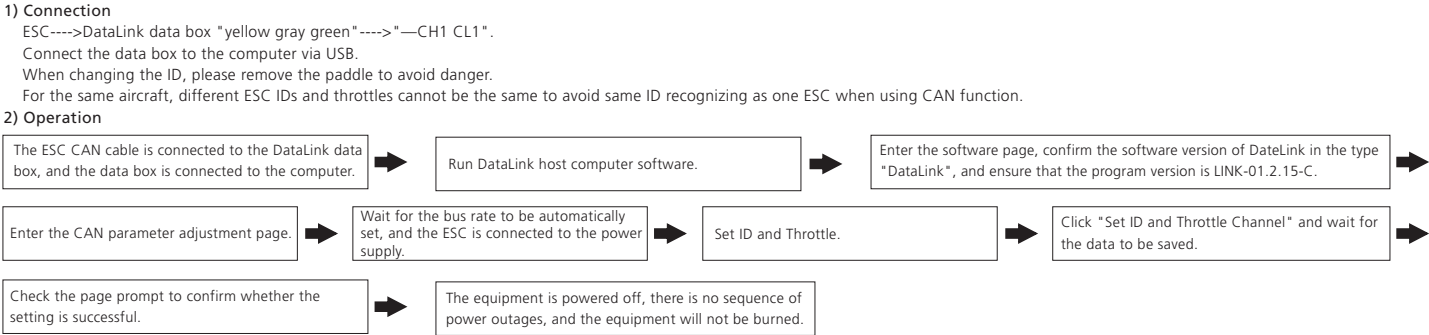 1) Connection
ESC---->DataLink data box "yellow gray green"---->"—CH1 CL1".
Connect the data box to the computer via USB.
When changing the ID, please remove the paddle to avoid danger.
For the same aircraft, different ESC IDs and throttles cannot be the same to avoid same ID recognizing as one ESC when using CAN function.
2) Operation
The ESC CAN cable is connected to the DataLink data
box, and the data box is connected to the computer.
Run DataLink host computer software.
Enter the software page, confirm the software version of DateLink in the type
"DataLink", and ensure that the program version is LINK-01.2.15-C.
Enter the CAN parameter adjustment page.
Wait for the bus rate to be automatically
set, and the ESC is connected to the power
supply.
Set ID and Throttle.
Click "Set ID and Throttle Channel" and wait for
the data to be saved.
Check the page prompt to confirm whether the
setting is successful.
The equipment is powered off, there is no sequence of
power outages, and the equipment will not be burned.